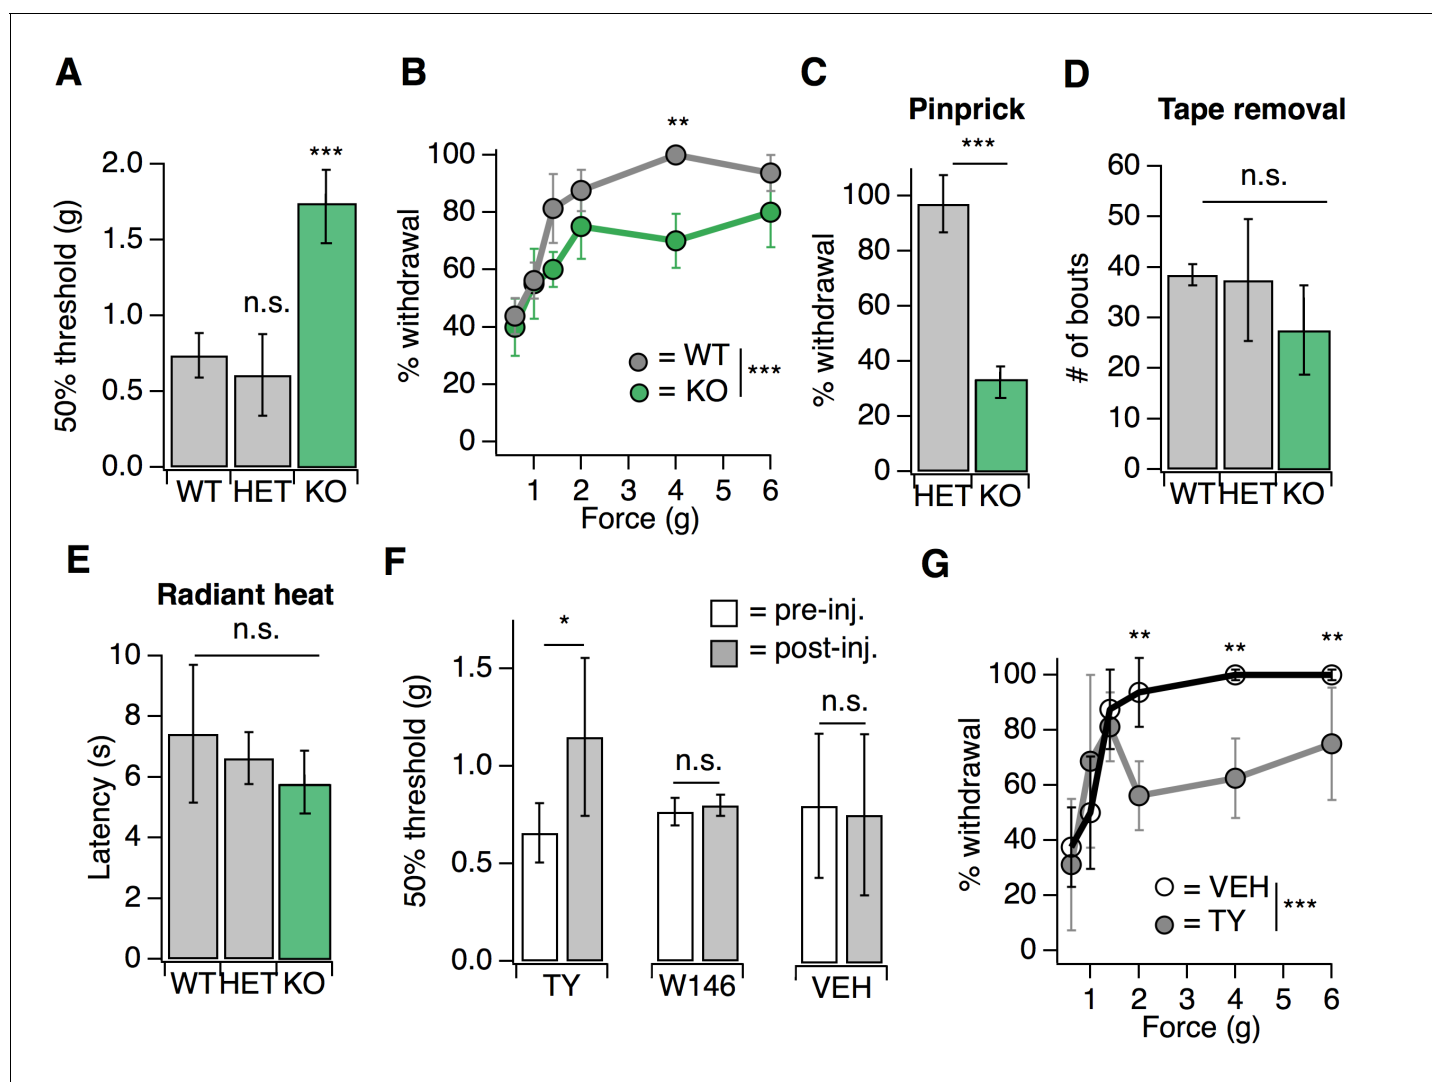 A
2.0
1.5
1.0
0.5
0.0
50% threshold (g)
***
n.s.
WT HET KO
B
100
80
60
40
20
0
% withdrawal
**
= WT
= KO
***
1 2 3 4 5 6
Force (g)
C
Pinprick
***
100
80
60
40
20
0
% withdrawal
HET KO
D
Tape removal
n.s.
60
50
40
30
20
10
0
# of bouts
WT HET KO
E
Radiant heat
n.s.
10
8
6
4
2
0
Latency (s)
WT HET KO
F
= pre-inj.
= post-inj.
1.5
1.0
0.5
0.0
50% threshold (g)
*
n.s.
n.s.
TY W146 VEH
G
** ** **
100
80
60
40
20
0
% withdrawal
= VEH
= TY
***
1 2 3 4 5 6
Force (g)